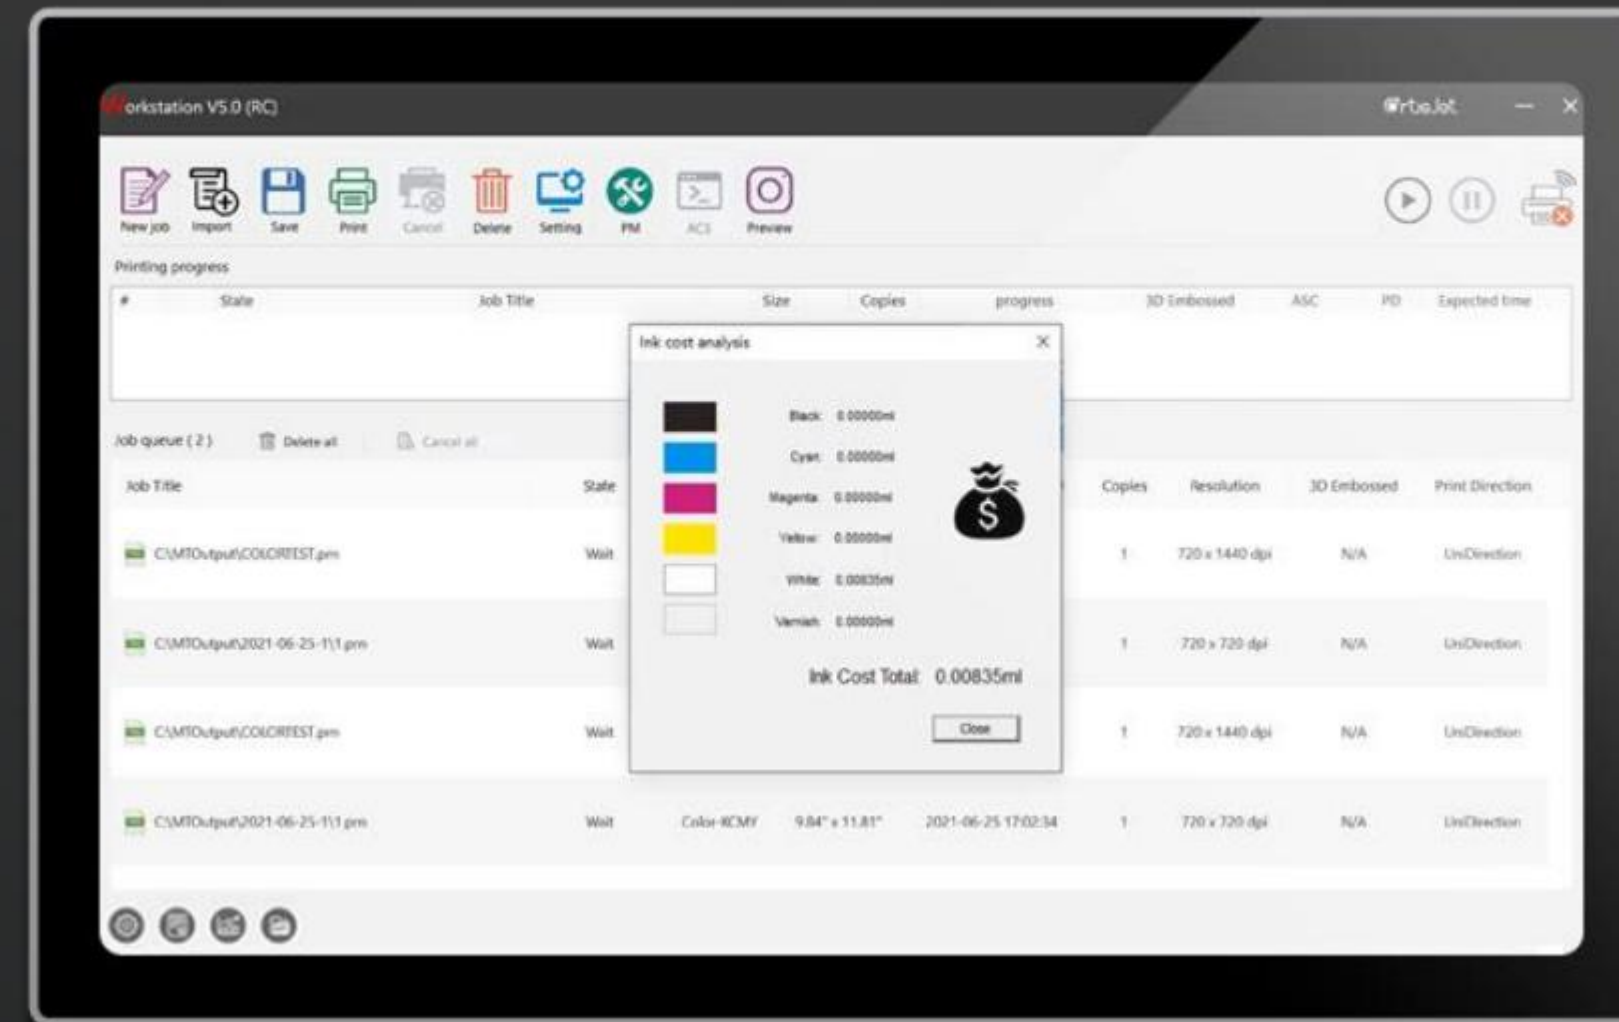 Workstation V5.0 (RC)
ArtisJet
New job Import Save Print Cancel Delete Setting PM ACS Preview
Printing progress
# State Job Title Size Copies progress 3D Embossed ASC PD Expected time
Ink cost analysis
Black: 0.00000ml
Cyan: 0.00000ml
Magenta: 0.00000ml
Yellow: 0.00000ml
White: 0.00835ml
Varnish: 0.00000ml
Ink Cost Total: 0.00835ml
Close
Job queue ( 2 ) Delete all Cancel all
Job Title State Copies Resolution 3D Embossed Print Direction
C:\MTOutput\COLORTEST.prn Wait 1 720 x 1440 dpi N/A UniDirection
C:\MTOutput\2021-06-25-1\1.prn Wait 1 720 x 720 dpi N/A UniDirection
C:\MTOutput\COLORTEST.prn Wait 1 720 x 1440 dpi N/A UniDirection
C:\MTOutput\2021-06-25-1\1.prn Wait Color-KCMY 9.84" x 11.81" 2021-06-25 17:02:34 1 720 x 720 dpi N/A UniDirection